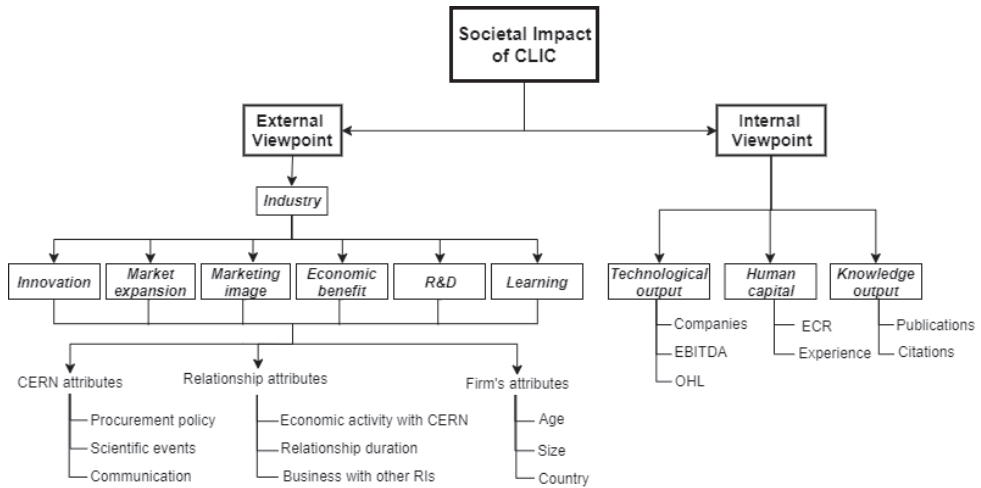 Societal Impact
of CLIC
External
Viewpoint
Internal
Viewpoint
Industry
Innovation
Market
expansion
Marketing
image
Economic
benefit
R&D
Learning
Technological
output
Human
capital
Knowledge
output
Companies
EBITDA
OHL
ECR
Experience
Publications
Citations
CERN attributes
Relationship attributes
Firm's attributes
Procurement policy
Scientific events
Communication
Economic activity with CERN
Relationship duration
Business with other RIs
Age
Size
Country